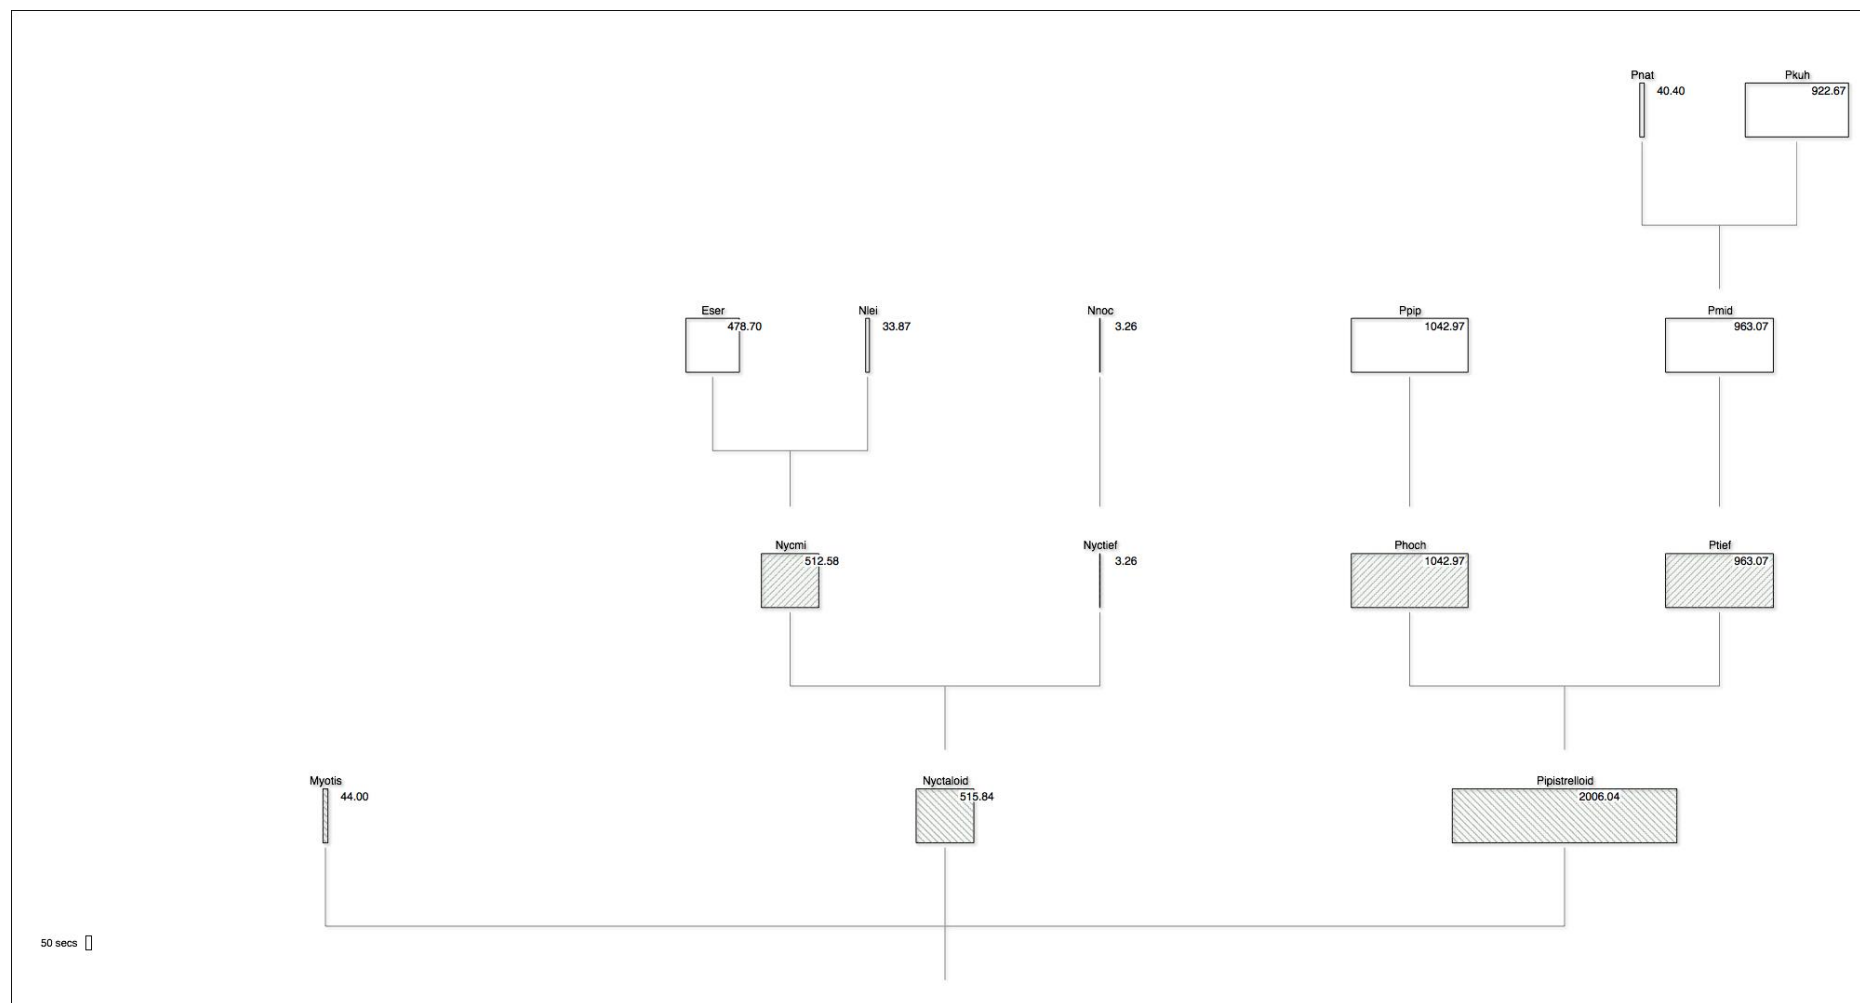 Pnat
Pkuh
40.40
922.67
Eser
Nlei
Nnoc
Ppip
Pmid
478.70
33.87
3.26
1042.97
963.07
Nycmi
Nyctief
Phoch
Ptief
512.58
3.26
1042.97
963.07
Myotis
Nyctaloid
Pipistrelloid
44.00
515.84
2006.04
50 secs